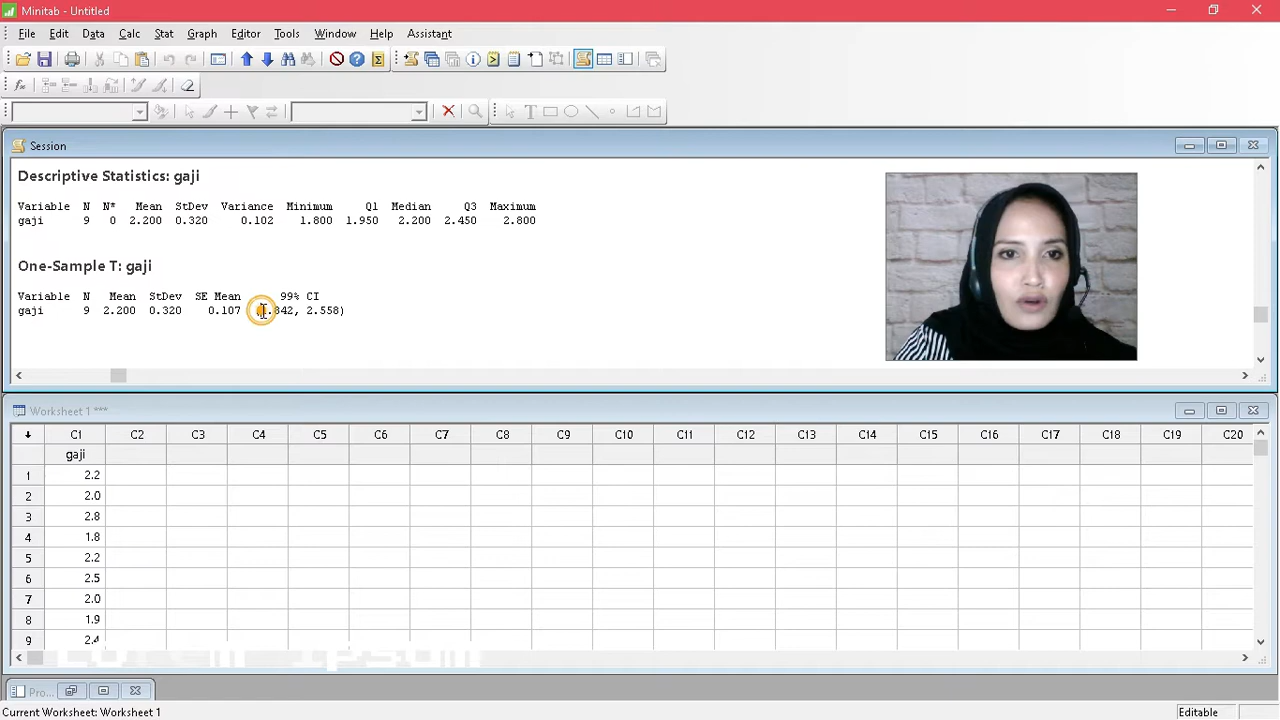 Minitab - Untitled
File Edit Data Calc Stat Graph Editor Tools Window Help Assistant
Session
Descriptive Statistics: gaji
Variable N N* Mean StDev Variance Minimum Q1 Median Q3 Maximum
gaji 9 0 2.200 0.320 0.102 1.800 1.950 2.200 2.450 2.800
One-Sample T: gaji
Variable N Mean StDev SE Mean 99% CI
gaji 9 2.200 0.320 0.107 .842, 2.558)
Worksheet 1 ***
C1 C2 C3 C4 C5 C6 C7 C8 C9 C10 C11 C12 C13 C14 C15 C16 C17 C18 C19 C20
gaji
1 2.2
2 2.0
3 2.8
4 1.8
5 2.2
6 2.5
7 2.0
8 1.9
9 2.4
Pro...
Current Worksheet: Worksheet 1 Editable